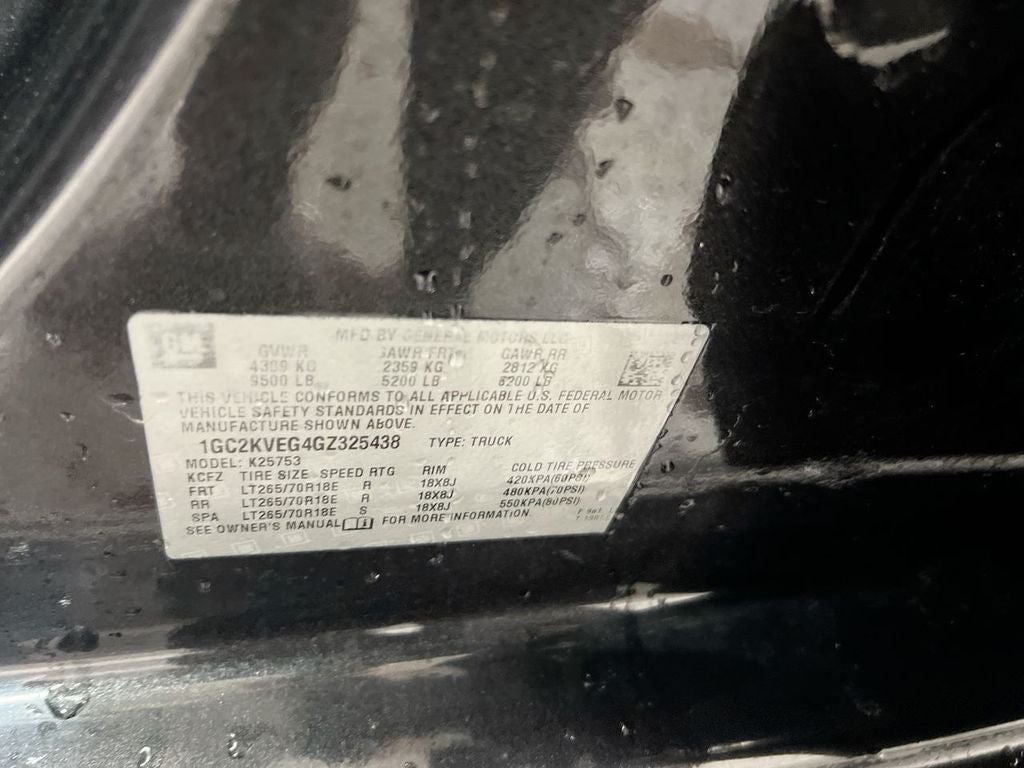 MFD BY GENERAL MOTORS LLC
GVWR GAWR FRT GAWR RR
4309 KG 2359 KG 2812 KG
9500 LB 5200 LB 6200 LB
THIS VEHICLE CONFORMS TO ALL APPLICABLE U.S. FEDERAL MOTOR
VEHICLE SAFETY STANDARDS IN EFFECT ON THE DATE OF
MANUFACTURE SHOWN ABOVE.
1GC2KVEG4GZ325438 TYPE: TRUCK
MODEL: K25753
KCFZ TIRE SIZE SPEED RTG RIM COLD TIRE PRESSURE
FRT LT265/70R18E R 18X8J 420KPA(60PSI)
RR LT265/70R18E R 18X8J 480KPA(70PSI)
SPA LT265/70R18E S 18X8J 550KPA(80PSI)
SEE OWNER'S MANUAL FOR MORE INFORMATION.